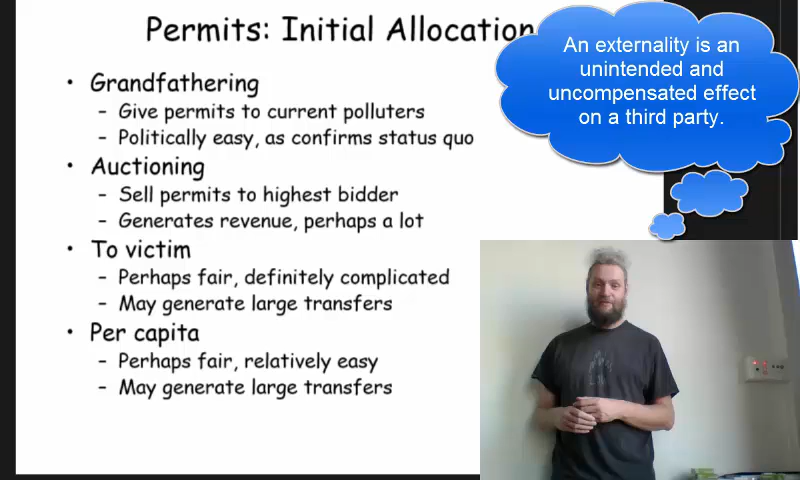 Permits: Initial Allocation
An externality is an
unintended and
uncompensated effect
on a third party.
• Grandfathering
– Give permits to current polluters
– Politically easy, as confirms status quo
• Auctioning
– Sell permits to highest bidder
– Generates revenue, perhaps a lot
• To victim
– Perhaps fair, definitely complicated
– May generate large transfers
• Per capita
– Perhaps fair, relatively easy
– May generate large transfers